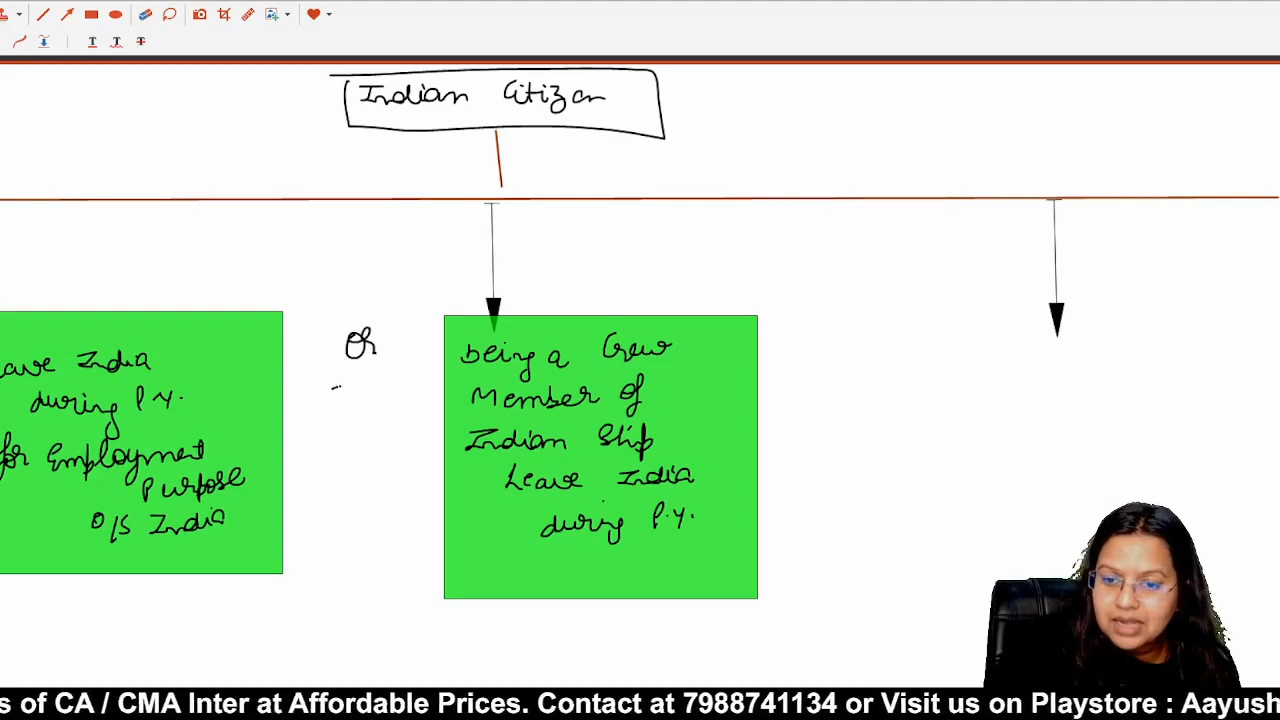 Indian Citizen
eave India
during P.Y.
for Employment
Purpose
O/S India
Or
being a Crew
Member of
Indian Ship
Leave India
during P.Y.
s of CA / CMA Inter at Affordable Prices. Contact at 7988741134 or Visit us on Playstore : Aayush